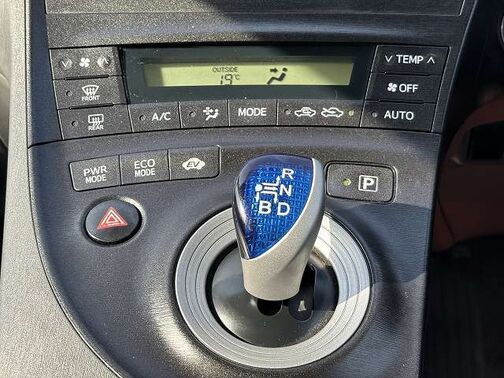 OUTSIDE
19℃
TEMP
FRONT
OFF
REAR
A/C
MODE
AUTO
PWR
MODE
ECO
MODE
EV
P
R
N
B D